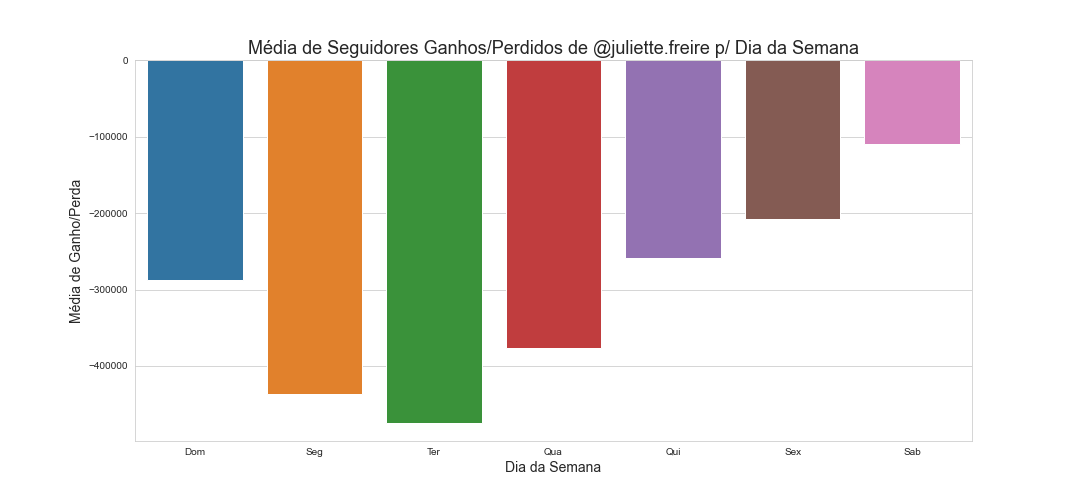 Média de Seguidores Ganhos/Perdidos de @juliette.freire p/ Dia da Semana
0
−100000
−200000
−300000
−400000
Média de Ganho/Perda
Dom Seg Ter Qua Qui Sex Sab
Dia da Semana